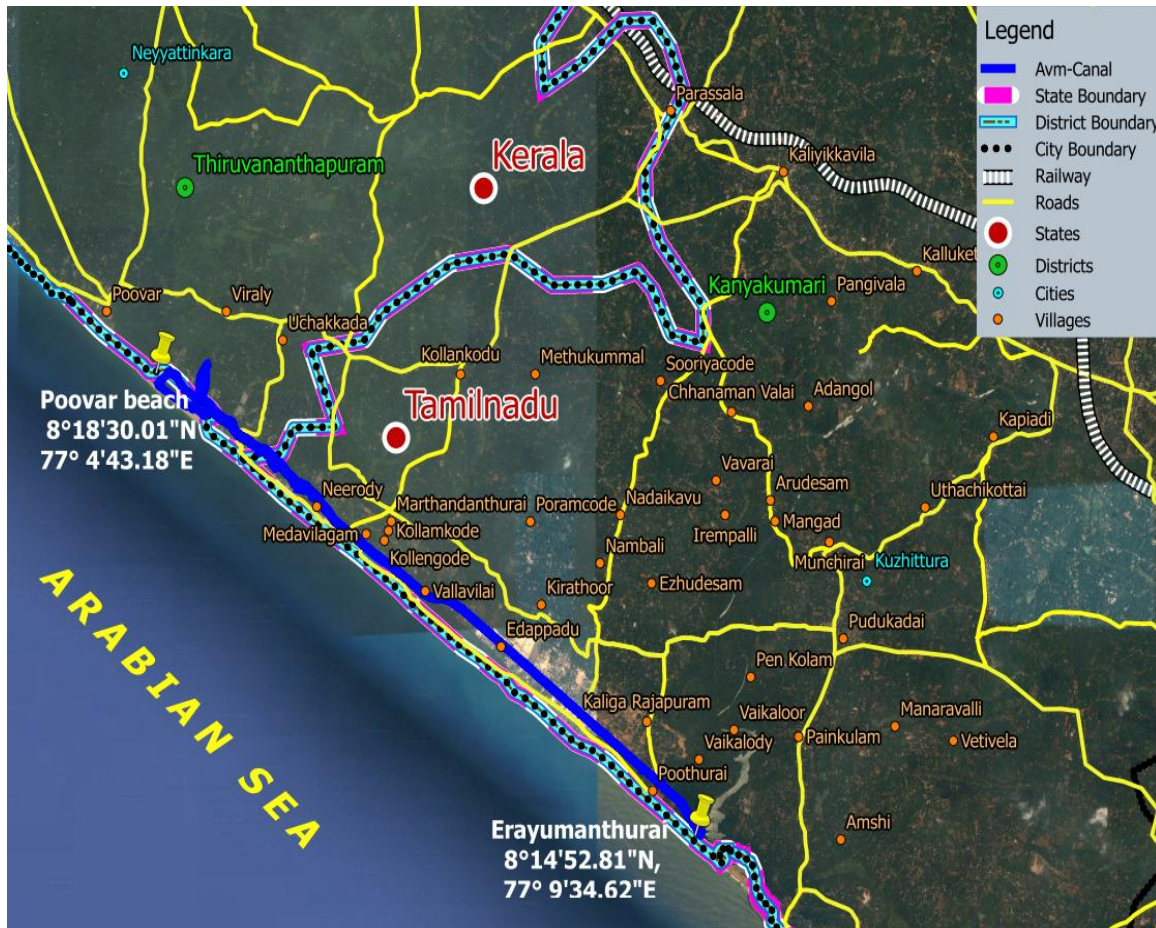 Legend
Avm-Canal
State Boundary
District Boundary
City Boundary
Railway
Roads
States
Districts
Cities
Villages
Neyyattinkara
Parassala
Thiruvananthapuram
Kerala
Kaliyikkavila
Kalluket
Kanyakumari
Pangivala
Poovar
Viraly
Uchakkada
Kollankodu
Methukummal
Sooriyacode
Chhanaman Valai
Adangol
Poovar beach
8°18'30.01"N
77° 4'43.18"E
Tamilnadu
Kapiadi
Vavarai
Arudesam
Uthachikottai
Neerody
Marthandanthurai
Poramcode
Nadaikavu
Irempalli
Mangad
Medavilagam
Kollamkode
Kollengode
Nambali
Munchirai
Kuzhittura
Vallavilai
Kirathoor
Ezhudesam
Edappadu
Pudukadai
Pen Kolam
ARABIAN SEA
Kaliga Rajapuram
Vaikaloor
Manaravalli
Vaikalody
Painkulam
Vetivela
Poothurai
Erayumanthurai
8°14'52.81"N,
77° 9'34.62"E
Amshi